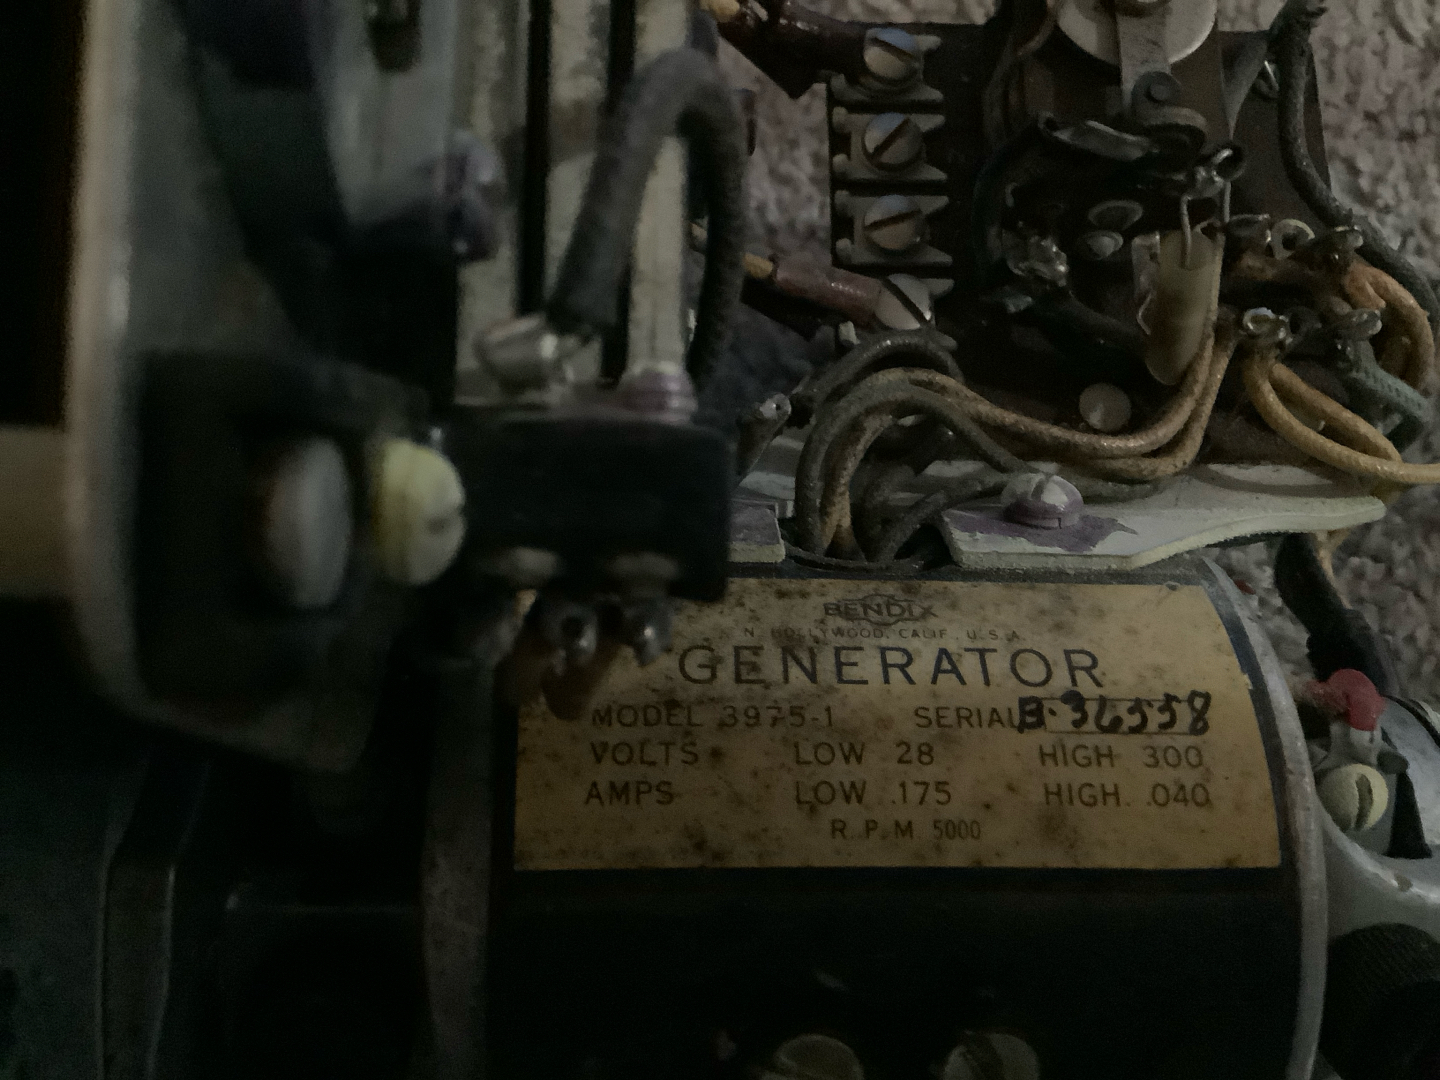 BENDIX
N. HOLLYWOOD, CALIF., U.S.A.
GENERATOR
MODEL 3975-1 SERIAL B-36558
VOLTS LOW 28 HIGH 300
AMPS LOW .175 HIGH. .040
R.P.M. 5000